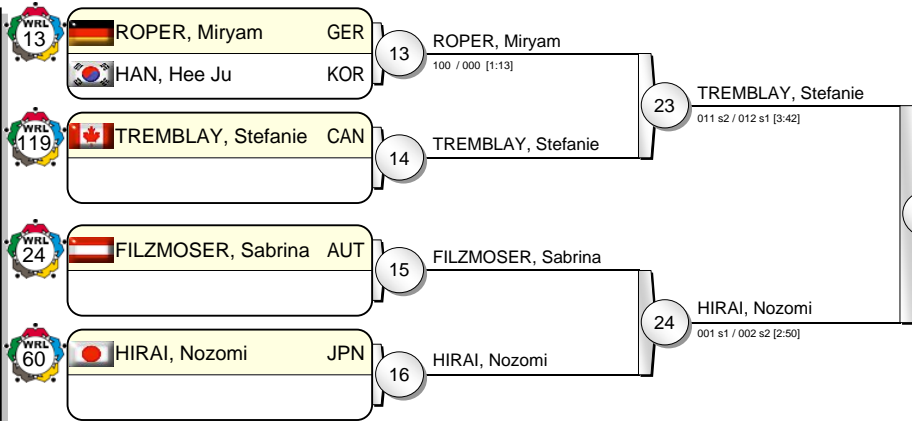 WRL
13
ROPER, Miryam GER
HAN, Hee Ju KOR
13
ROPER, Miryam
100 / 000 [1:13]
WRL
119
TREMBLAY, Stefanie CAN
14
TREMBLAY, Stefanie
23
TREMBLAY, Stefanie
011 s2 / 012 s1 [3:42]
WRL
24
FILZMOSER, Sabrina AUT
15
FILZMOSER, Sabrina
WRL
60
HIRAI, Nozomi JPN
16
HIRAI, Nozomi
24
HIRAI, Nozomi
001 s1 / 002 s2 [2:50]